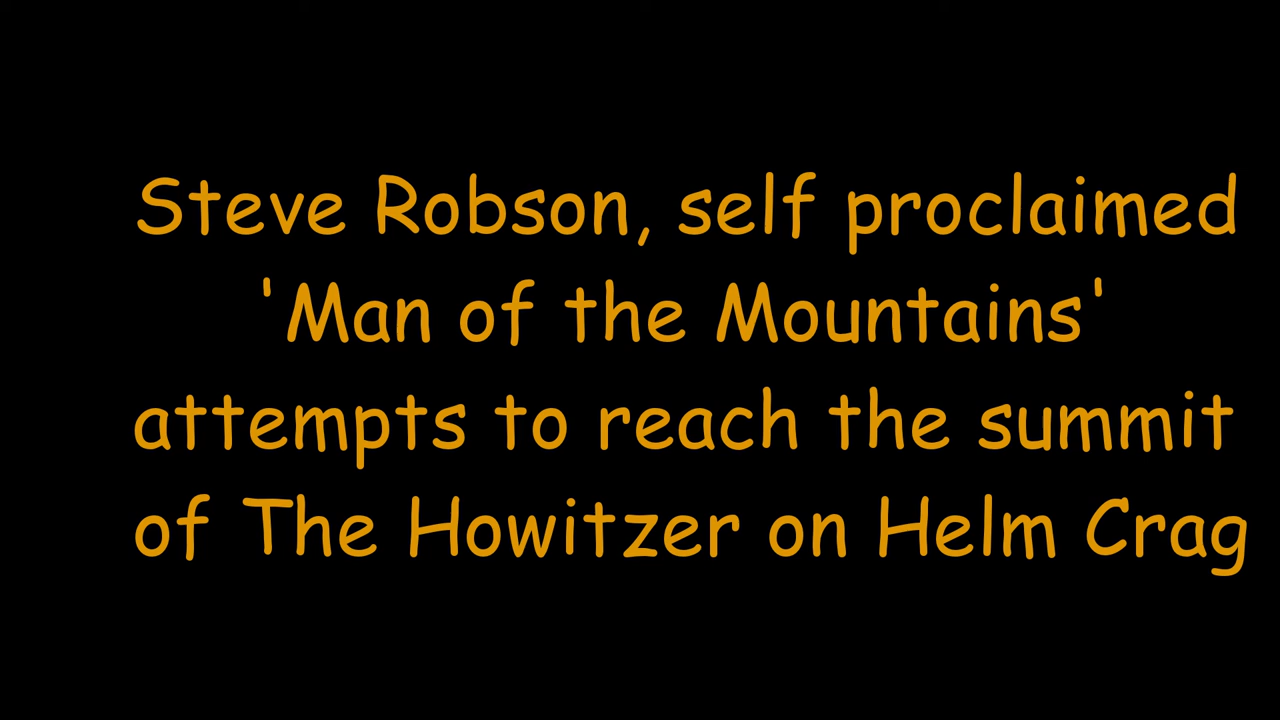 Steve Robson, self proclaimed
'Man of the Mountains'
attempts to reach the summit
of The Howitzer on Helm Crag